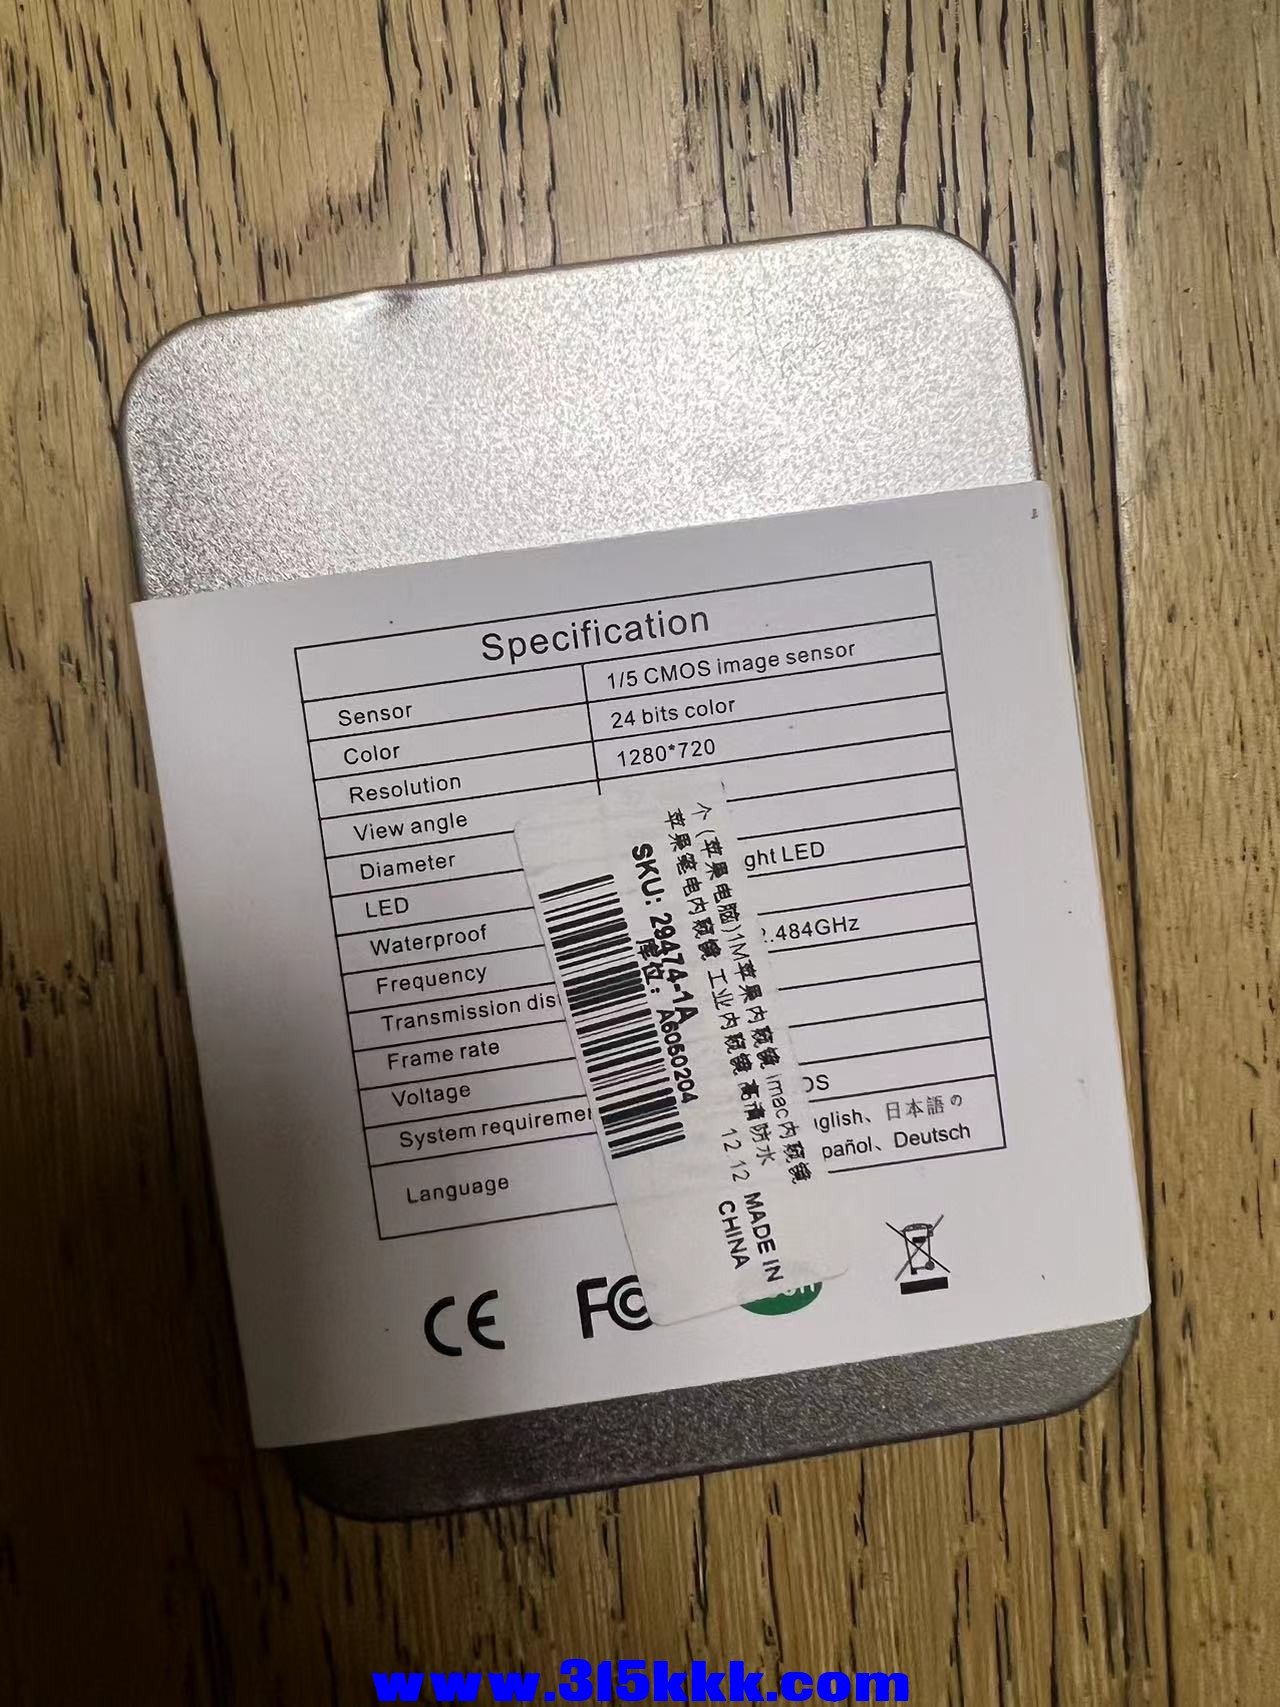 Specification
Sensor 1/5 CMOS image sensor
Color 24 bits color
Resolution 1280*720
View angle
Diameter
LED ght LED
Waterproof
Frequency 2.484GHz
Transmission dis
Frame rate
Voltage
System requiremen OS
Language nglish、日本語の
pañol、Deutsch
个 (苹果电脑)1M苹果内窥镜 imac内窥镜
苹果笔电内窥镜 工业内窥镜 高清防水
SKU: 29474-1A
库位: A6060204
12 12 MADE IN
CHINA
CE
FC
www.315kkk.com